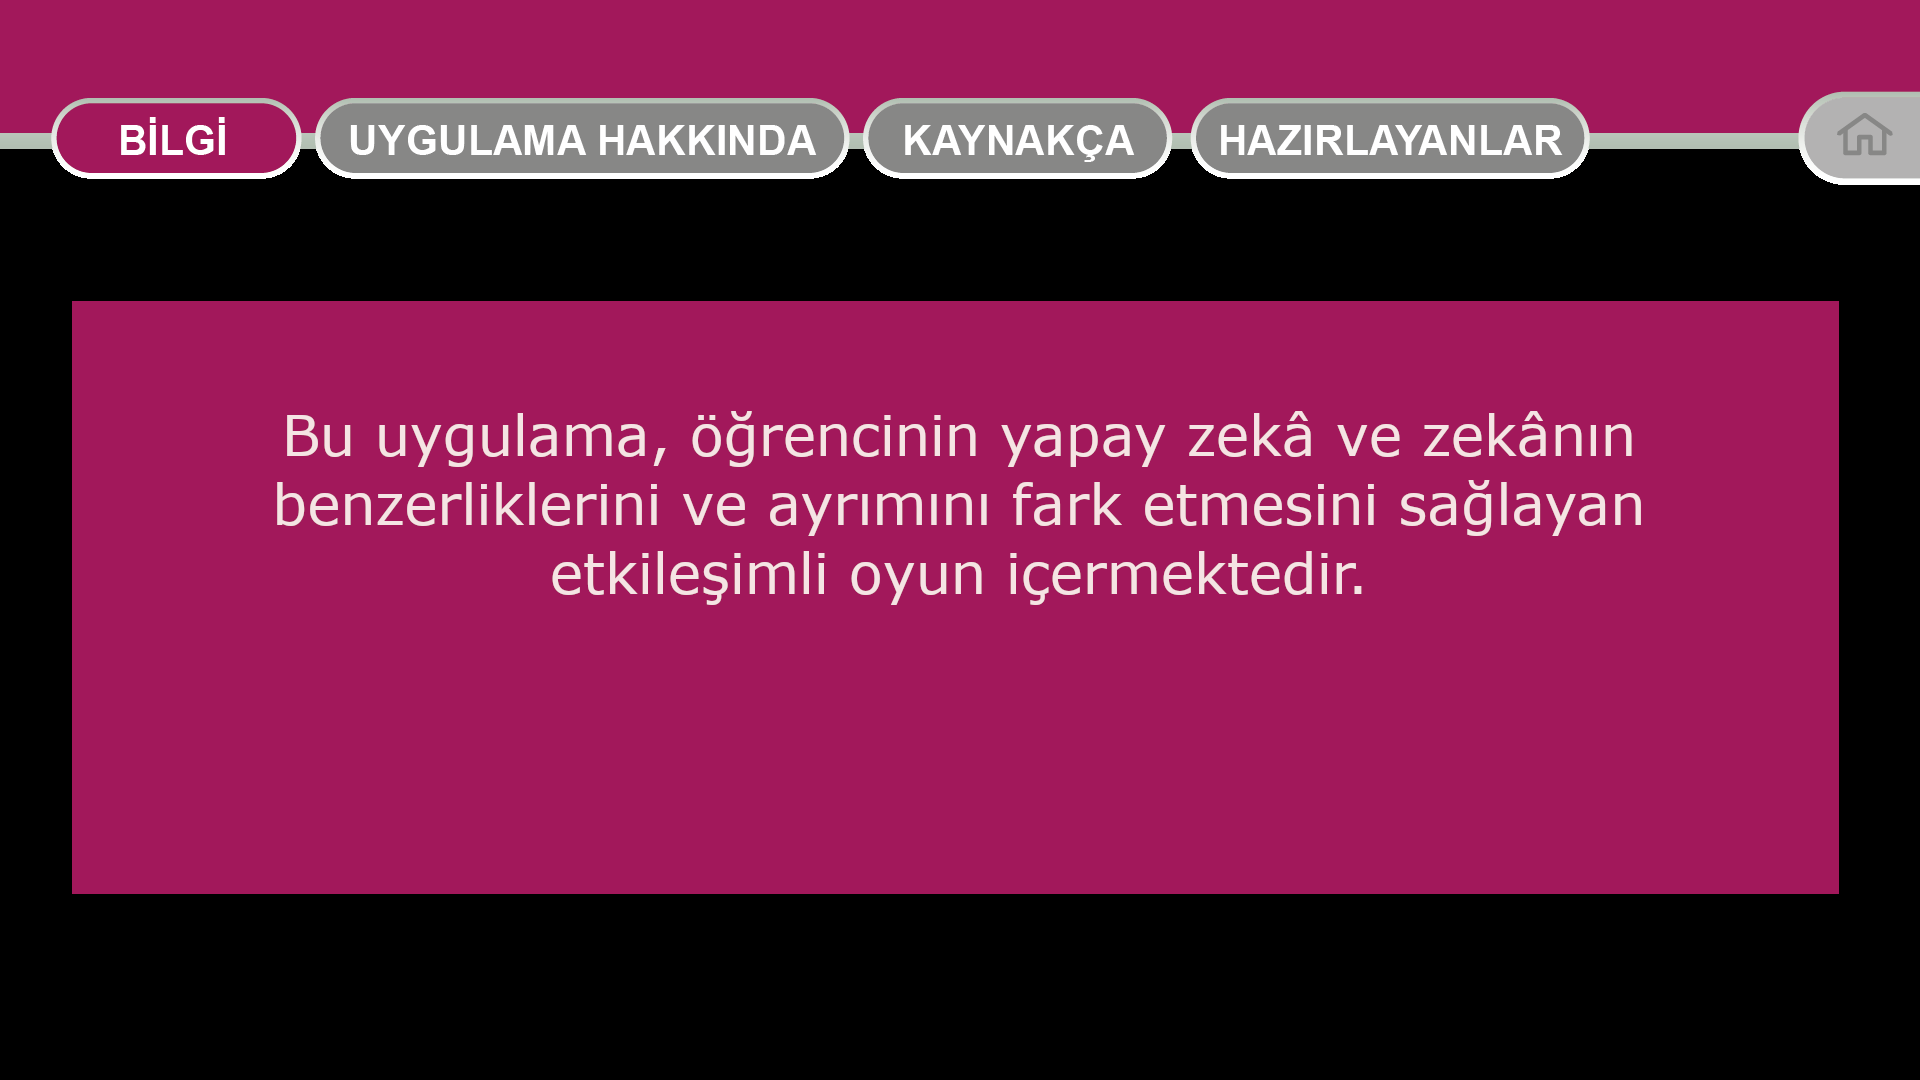 BİLGİ
UYGULAMA HAKKINDA
KAYNAKÇA
HAZIRLAYANLAR
Bu uygulama, öğrencinin yapay zekâ ve zekânın
benzerliklerini ve ayrımını fark etmesini sağlayan
etkileşimli oyun içermektedir.